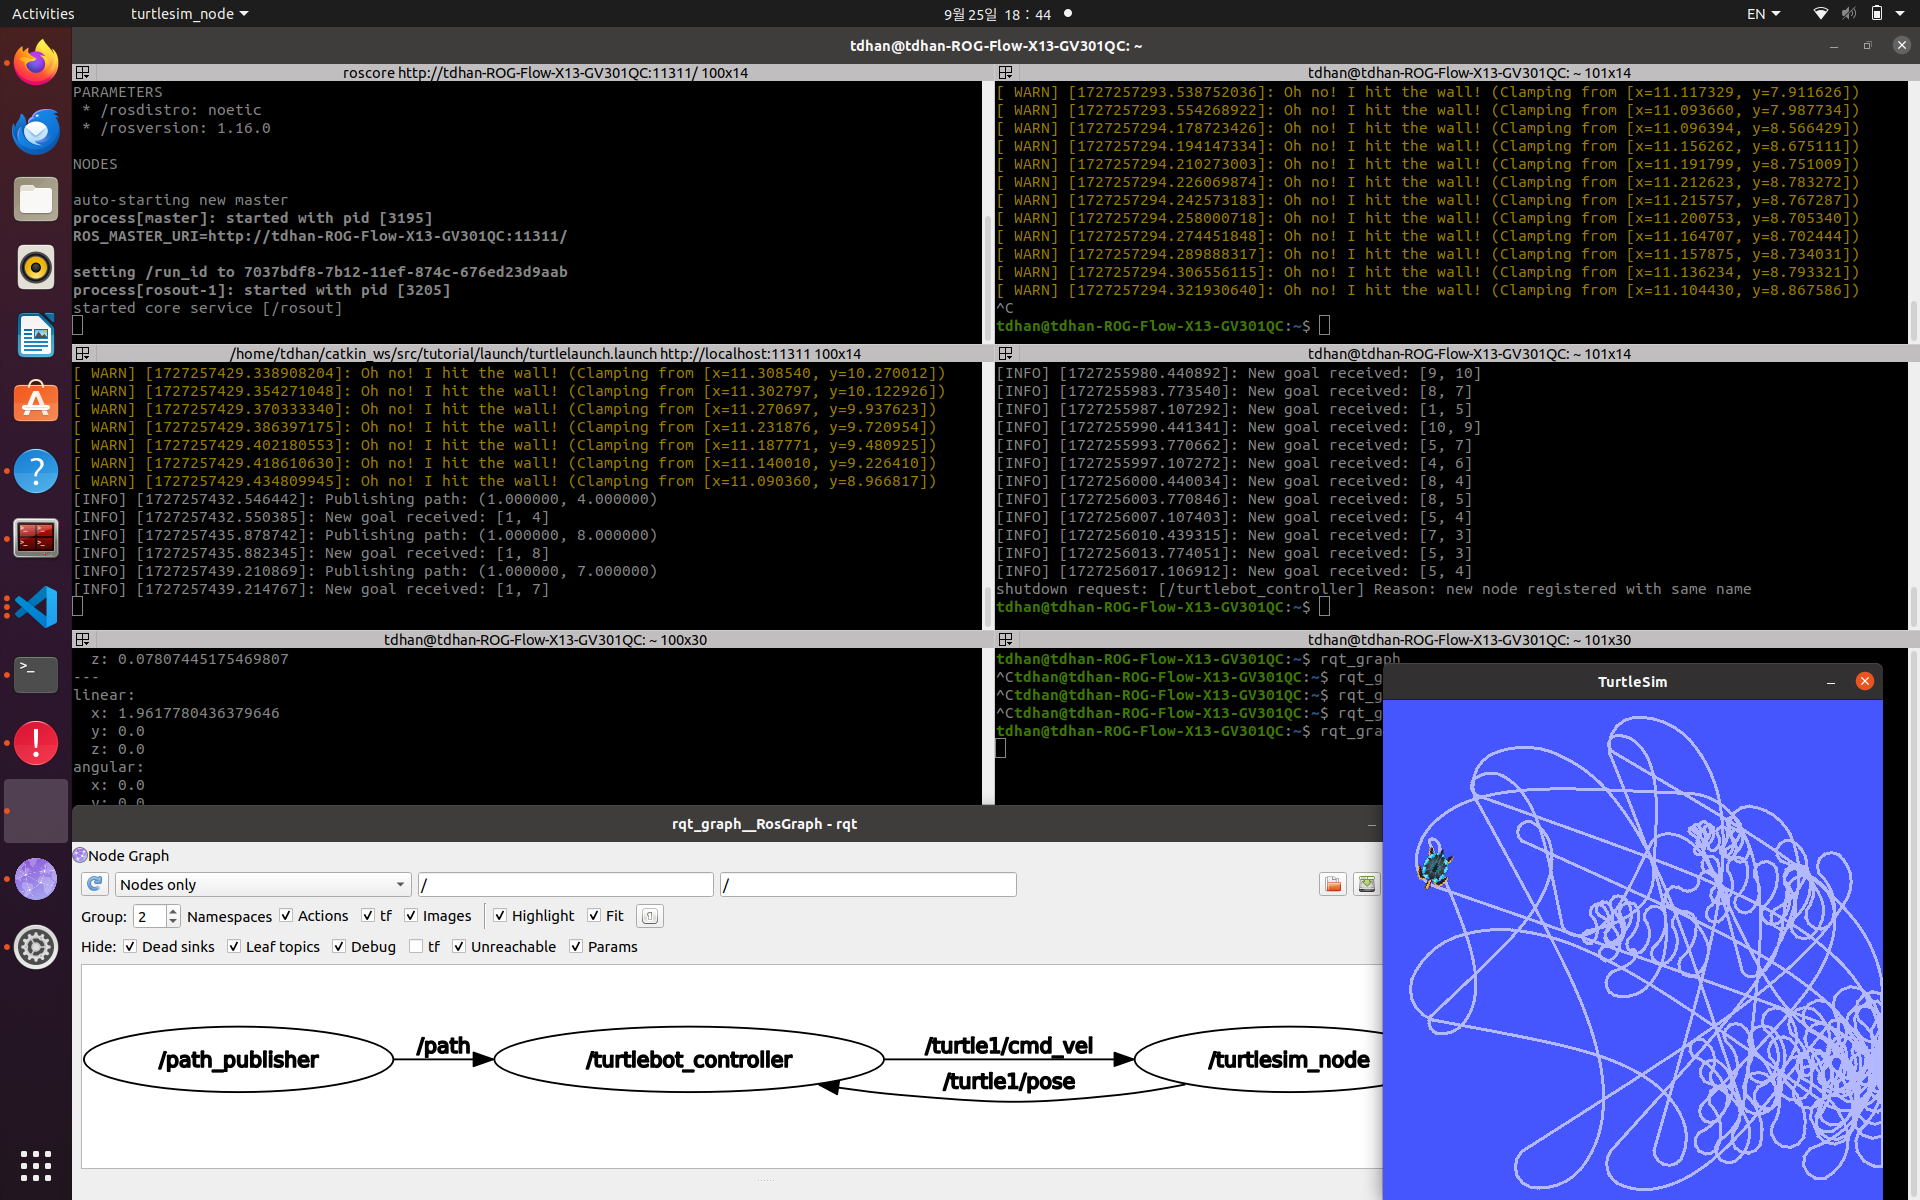 Activities
turtlesim_node
9월 25일 18 : 44
EN
tdhan@tdhan-ROG-Flow-X13-GV301QC: ~
roscore http://tdhan-ROG-Flow-X13-GV301QC:11311/ 100x14
PARAMETERS
* /rosdistro: noetic
* /rosversion: 1.16.0
NODES
auto-starting new master
process[master]: started with pid [3195]
ROS_MASTER_URI=http://tdhan-ROG-Flow-X13-GV301QC:11311/
setting /run_id to 7037bdf8-7b12-11ef-874c-676ed23d9aab
process[rosout-1]: started with pid [3205]
started core service [/rosout]
tdhan@tdhan-ROG-Flow-X13-GV301QC: ~ 101x14
[ WARN] [1727257293.538752036]: Oh no! I hit the wall! (Clamping from [x=11.117329, y=7.911626])
[ WARN] [1727257293.554268922]: Oh no! I hit the wall! (Clamping from [x=11.093660, y=7.987734])
[ WARN] [1727257294.178723426]: Oh no! I hit the wall! (Clamping from [x=11.096394, y=8.566429])
[ WARN] [1727257294.194147334]: Oh no! I hit the wall! (Clamping from [x=11.156262, y=8.675111])
[ WARN] [1727257294.210273003]: Oh no! I hit the wall! (Clamping from [x=11.191799, y=8.751009])
[ WARN] [1727257294.226069874]: Oh no! I hit the wall! (Clamping from [x=11.212623, y=8.783272])
[ WARN] [1727257294.242573183]: Oh no! I hit the wall! (Clamping from [x=11.215757, y=8.767287])
[ WARN] [1727257294.258000718]: Oh no! I hit the wall! (Clamping from [x=11.200753, y=8.705340])
[ WARN] [1727257294.274451848]: Oh no! I hit the wall! (Clamping from [x=11.164707, y=8.702444])
[ WARN] [1727257294.289888317]: Oh no! I hit the wall! (Clamping from [x=11.157875, y=8.734031])
[ WARN] [1727257294.306556115]: Oh no! I hit the wall! (Clamping from [x=11.136234, y=8.793321])
[ WARN] [1727257294.321930640]: Oh no! I hit the wall! (Clamping from [x=11.104430, y=8.867586])
^C
tdhan@tdhan-ROG-Flow-X13-GV301QC:~$
/home/tdhan/catkin_ws/src/tutorial/launch/turtlelaunch.launch http://localhost:11311 100x14
[ WARN] [1727257429.338908204]: Oh no! I hit the wall! (Clamping from [x=11.308540, y=10.270012])
[ WARN] [1727257429.354271048]: Oh no! I hit the wall! (Clamping from [x=11.302797, y=10.122926])
[ WARN] [1727257429.370333340]: Oh no! I hit the wall! (Clamping from [x=11.270697, y=9.937623])
[ WARN] [1727257429.386397175]: Oh no! I hit the wall! (Clamping from [x=11.231876, y=9.720954])
[ WARN] [1727257429.402180553]: Oh no! I hit the wall! (Clamping from [x=11.187771, y=9.480925])
[ WARN] [1727257429.418610630]: Oh no! I hit the wall! (Clamping from [x=11.140010, y=9.226410])
[ WARN] [1727257429.434809945]: Oh no! I hit the wall! (Clamping from [x=11.090360, y=8.966817])
[INFO] [1727257432.546442]: Publishing path: (1.000000, 4.000000)
[INFO] [1727257432.550385]: New goal received: [1, 4]
[INFO] [1727257435.878742]: Publishing path: (1.000000, 8.000000)
[INFO] [1727257435.882345]: New goal received: [1, 8]
[INFO] [1727257439.210869]: Publishing path: (1.000000, 7.000000)
[INFO] [1727257439.214767]: New goal received: [1, 7]
tdhan@tdhan-ROG-Flow-X13-GV301QC: ~ 101x14
[INFO] [1727255980.440892]: New goal received: [9, 10]
[INFO] [1727255983.773540]: New goal received: [8, 7]
[INFO] [1727255987.107292]: New goal received: [1, 5]
[INFO] [1727255990.441341]: New goal received: [10, 9]
[INFO] [1727255993.770662]: New goal received: [5, 7]
[INFO] [1727255997.107272]: New goal received: [4, 6]
[INFO] [1727256000.440034]: New goal received: [8, 4]
[INFO] [1727256003.770846]: New goal received: [8, 5]
[INFO] [1727256007.107403]: New goal received: [5, 4]
[INFO] [1727256010.439315]: New goal received: [7, 3]
[INFO] [1727256013.774051]: New goal received: [5, 3]
[INFO] [1727256017.106912]: New goal received: [5, 4]
shutdown request: [/turtlebot_controller] Reason: new node registered with same name
tdhan@tdhan-ROG-Flow-X13-GV301QC:~$
tdhan@tdhan-ROG-Flow-X13-GV301QC: ~ 100x30
z: 0.07807445175469807
---
linear:
x: 1.9617780436379646
y: 0.0
z: 0.0
angular:
x: 0.0
y: 0.0
tdhan@tdhan-ROG-Flow-X13-GV301QC: ~ 101x30
tdhan@tdhan-ROG-Flow-X13-GV301QC:~$ rqt_graph
^Ctdhan@tdhan-ROG-Flow-X13-GV301QC:~$ rqt_g
^Ctdhan@tdhan-ROG-Flow-X13-GV301QC:~$ rqt_g
^Ctdhan@tdhan-ROG-Flow-X13-GV301QC:~$ rqt_g
tdhan@tdhan-ROG-Flow-X13-GV301QC:~$ rqt_gra
TurtleSim
rqt_graph__RosGraph - rqt
Node Graph
Nodes only
/
/
Group: 2 Namespaces Actions tf Images Highlight Fit
Hide: Dead sinks Leaf topics Debug tf Unreachable Params
/path_publisher
/path
/turtlebot_controller
/turtle1/cmd_vel
/turtle1/pose
/turtlesim_node